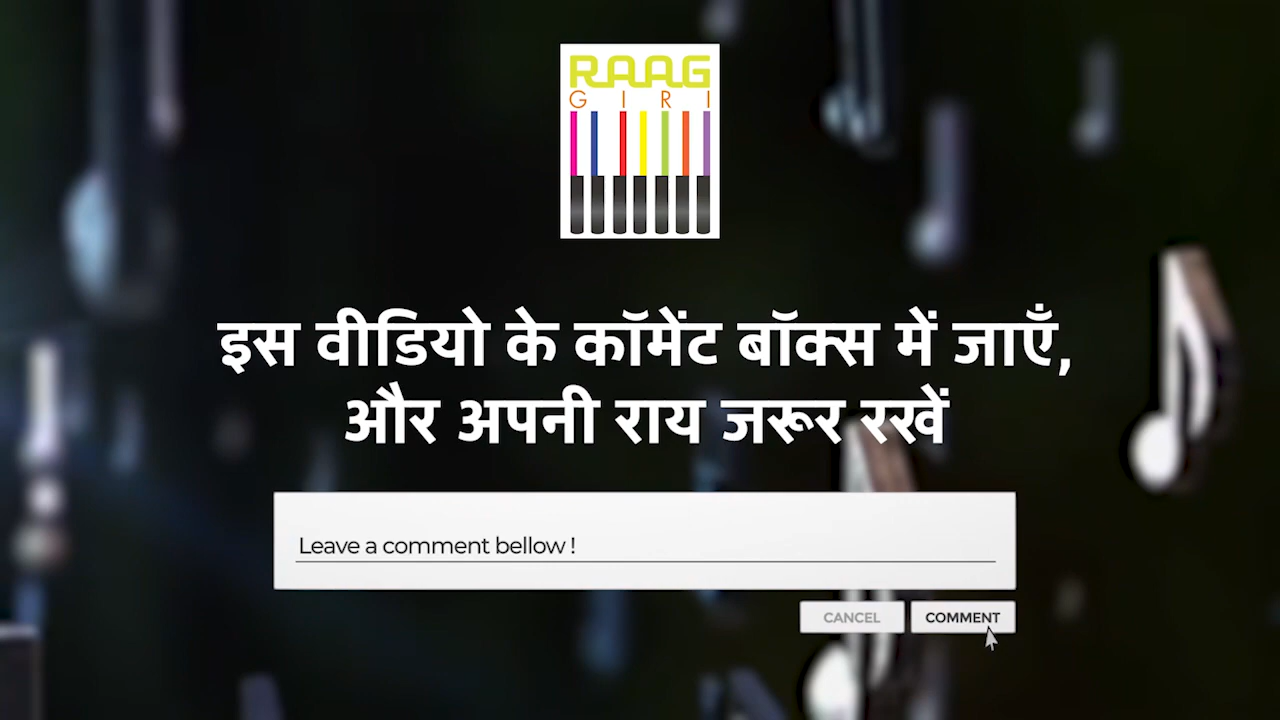 RAAG
GIRI
इस वीडियो के कॉमेंट बॉक्स में जाएँ,
और अपनी राय जरूर रखें
Leave a comment bellow !
CANCEL
COMMENT